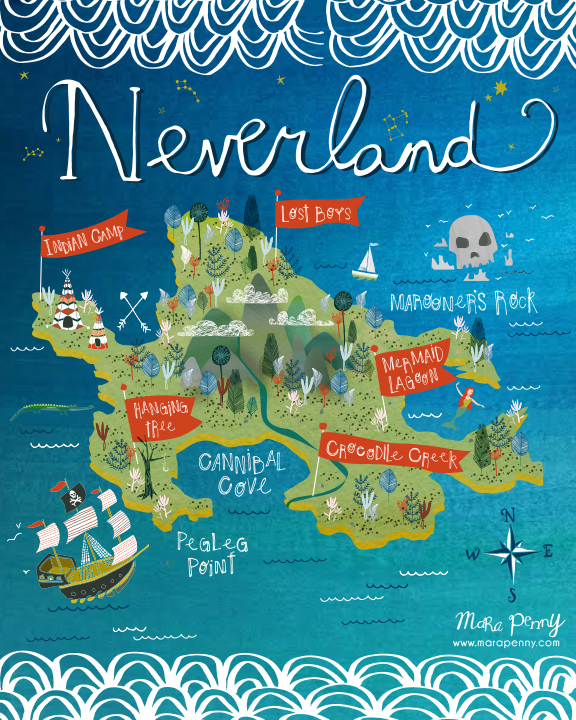 Neverland
Lost Boys
Indian Camp
Marooner's Rock
Mermaid
Lagoon
Hanging
Tree
Crocodile Creek
Cannibal
Cove
Pegleg
Point
N
W E
S
Mara Penny
www.marapenny.com